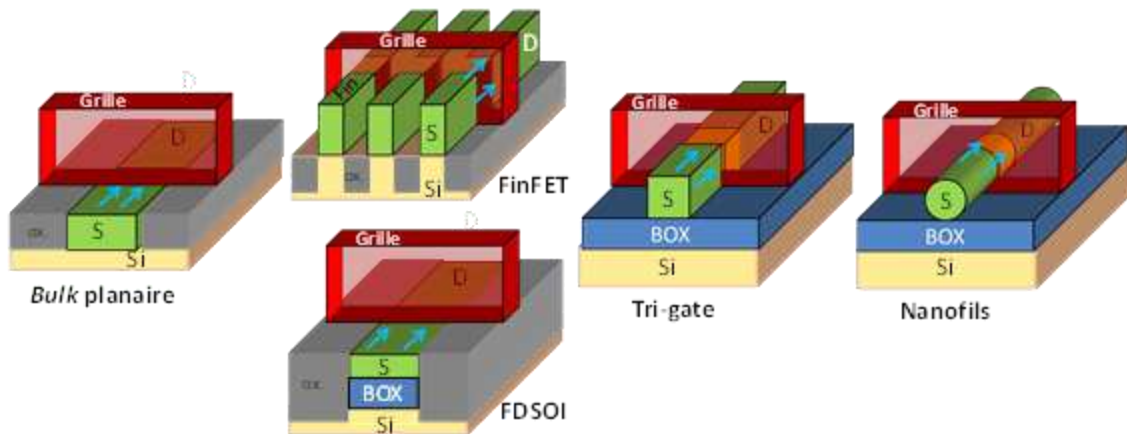 Grille
D
D
S
ox.
Si
Bulk planaire
Grille
D
Fin
S
ox.
Si
FinFET
D
Grille
D
S
ox.
BOX
Si
FDSOI
Grille
D
S
BOX
Si
Tri-gate
Grille
D
S
BOX
Si
Nanofils